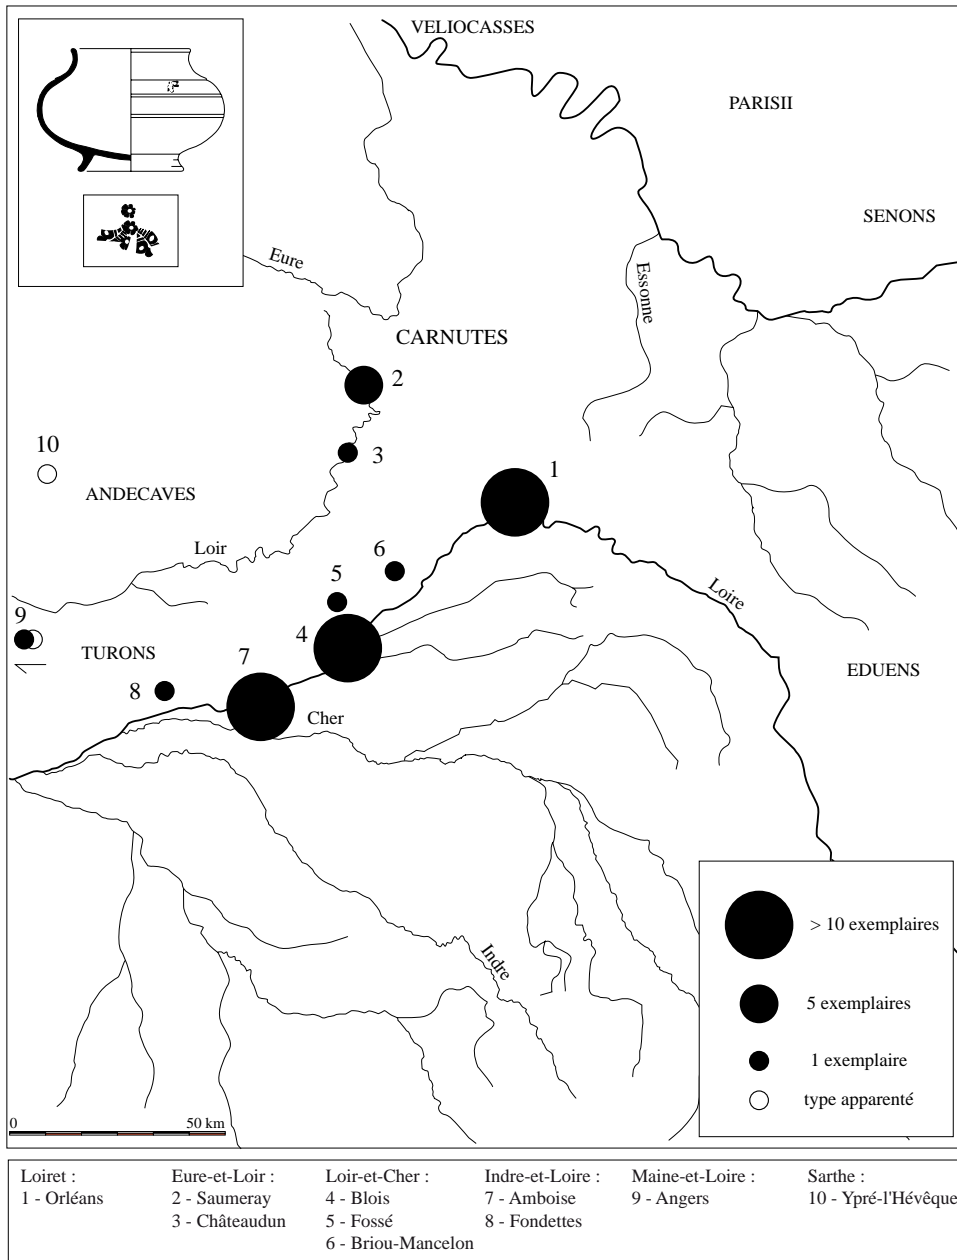 VELIOCASSES
PARISII
SENONS
Eure
Essonne
CARNUTES
2
10
3
1
ANDECAVES
Loir
6
5
Loire
9
4
TURONS
7
EDUENS
8
Cher
Indre
> 10 exemplaires
5 exemplaires
1 exemplaire
type apparenté
0 50 km
Loiret :
1 - Orléans
Eure-et-Loir :
2 - Saumeray
3 - Châteaudun
Loir-et-Cher :
4 - Blois
5 - Fossé
6 - Briou-Mancelon
Indre-et-Loire :
7 - Amboise
8 - Fondettes
Maine-et-Loire :
9 - Angers
Sarthe :
10 - Ypré-l'Hévêque